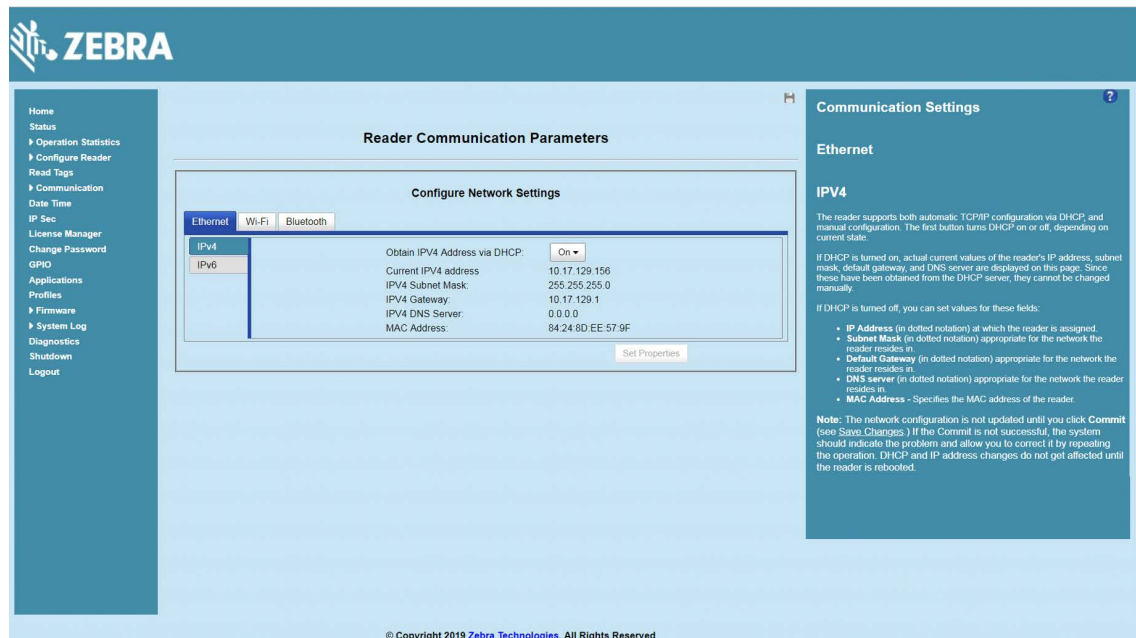 ZEBRA
Home
Status
Operation Statistics
Configure Reader
Read Tags
Communication
Date Time
IP Sec
License Manager
Change Password
GPIO
Applications
Profiles
Firmware
System Log
Diagnostics
Shutdown
Logout
Reader Communication Parameters
Configure Network Settings
Ethernet Wi-Fi Bluetooth
IPv4
IPv6
Obtain IPV4 Address via DHCP: On
Current IPV4 address 10.17.129.156
IPV4 Subnet Mask: 255.255.255.0
IPV4 Gateway: 10.17.129.1
IPV4 DNS Server: 0.0.0.0
MAC Address: 84:24:8D:EE:57:9F
Set Properties
?
Communication Settings
Ethernet
IPV4
The reader supports both automatic TCP/IP configuration via DHCP, and
manual configuration. The first button turns DHCP on or off, depending on
current state.
If DHCP is turned on, actual current values of the reader's IP address, subnet
mask, default gateway, and DNS server are displayed on this page. Since
these have been obtained from the DHCP server, they cannot be changed
manually.
If DHCP is turned off, you can set values for these fields:
• IP Address (in dotted notation) at which the reader is assigned.
• Subnet Mask (in dotted notation) appropriate for the network the
reader resides in.
• Default Gateway (in dotted notation) appropriate for the network the
reader resides in.
• DNS server (in dotted notation) appropriate for the network the reader
resides in.
• MAC Address - Specifies the MAC address of the reader.
Note: The network configuration is not updated until you click Commit
(see Save Changes.) If the Commit is not successful, the system
should indicate the problem and allow you to correct it by repeating
the operation. DHCP and IP address changes do not get affected until
the reader is rebooted.
© Copyright 2019 Zebra Technologies. All Rights Reserved